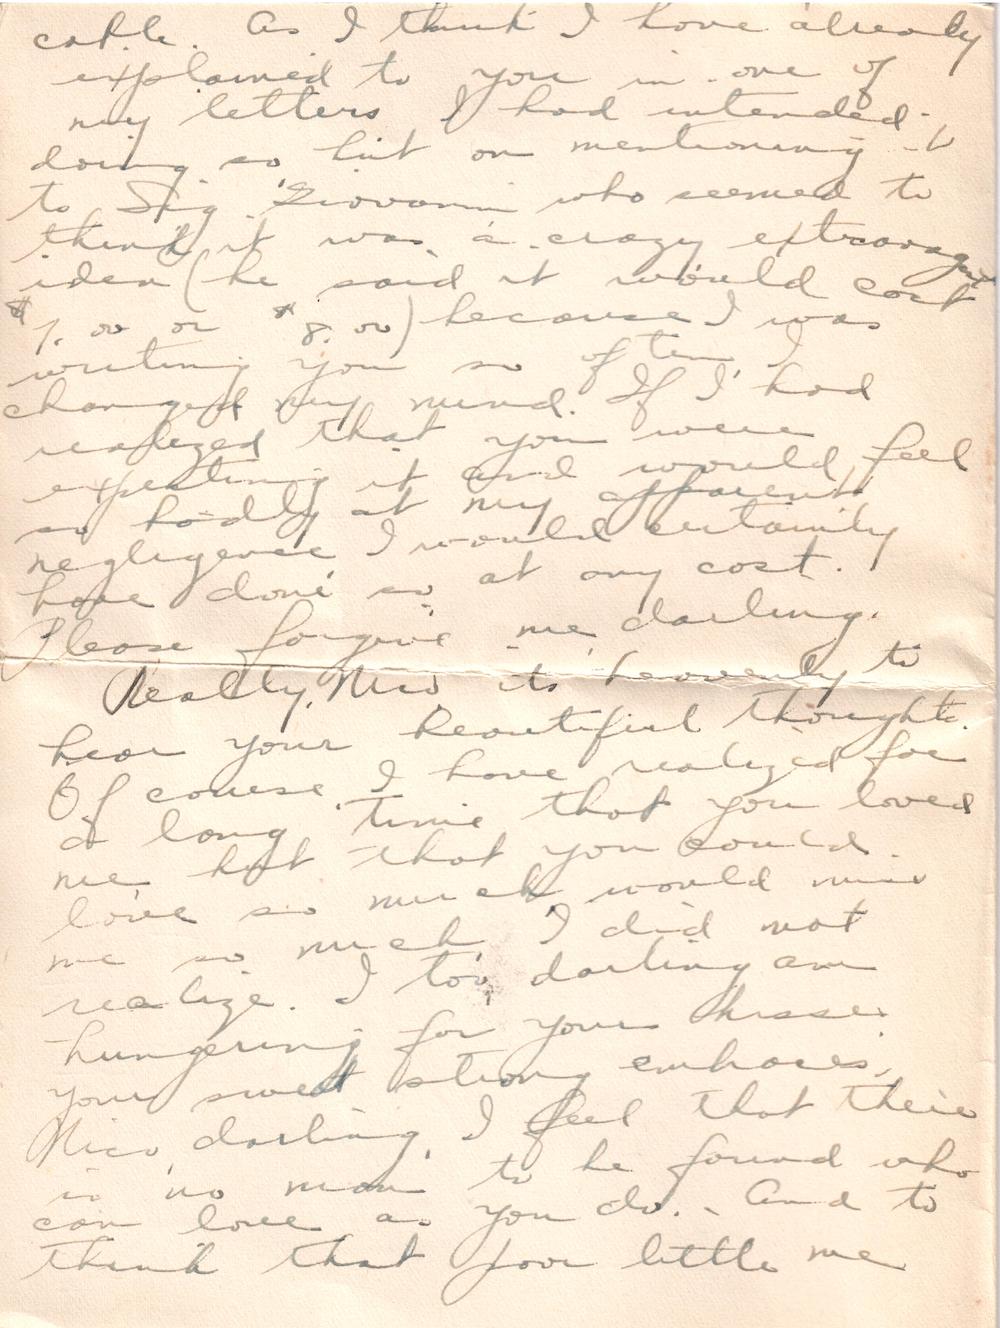 cable. As I think I have already
explained to you in one of
my letters I had intended
doing so but on mentioning it
to Sig. Giovanni who seemed to
think it was a crazy extravagant
idea (he said it would cost
$7.00 or $8.00) because I was
writing you so often I
changed my mind. If I had
realized that you were
expecting it and would feel
so badly at my apparent
negligence I would certainly
have done so at any cost.
Please forgive me darling.
Really, Nico its heavenly to
hear your beautiful thoughts.
Of course I have realized for
a long time that you loved
me but that you could
love so much would miss
me so much I did not
realize. I too darling am
hungering for your kisses
your sweet strong embraces,
Nico darling, I feel that there
is no man to be found who
can love as you do. And to
think that poor little me